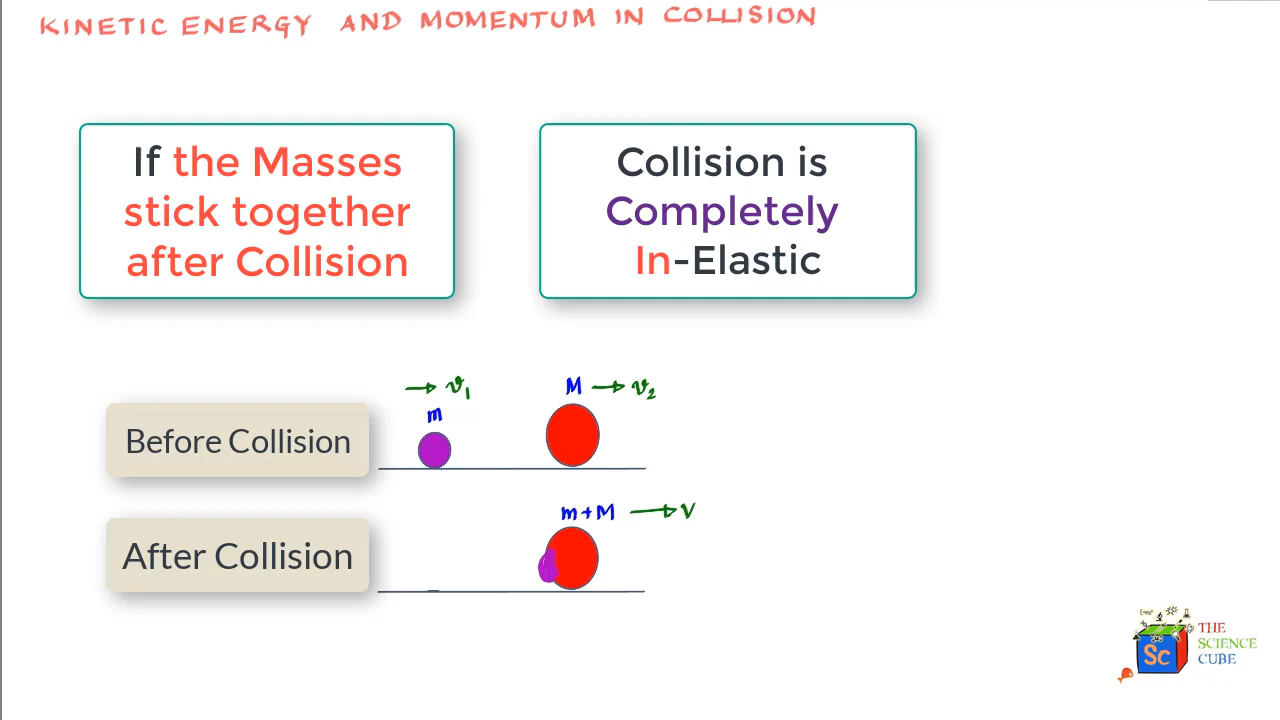 KINETIC ENERGY AND MOMENTUM IN COLLISION
If the Masses
stick together
after Collision
Collision is
Completely
In-Elastic
Before Collision
→ v₁
m
M → v₂
After Collision
m+M → V
Sc
THE
SCIENCE
CUBE